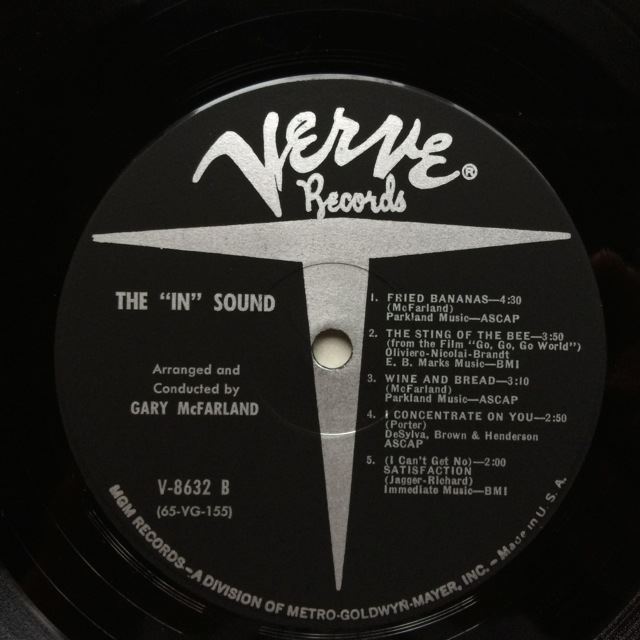 Verve®
Records
THE "IN" SOUND
Arranged and
Conducted by
GARY McFARLAND
V-8632 B
(65-VG-155)
1. FRIED BANANAS—4:30
(McFarland)
Parkland Music—ASCAP
2. THE STING OF THE BEE—3:50
(from the Film "Go, Go, Go World")
Oliviero-Nicolai-Brandt
E. B. Marks Music—BMI
3. WINE AND BREAD—3:10
(McFarland)
Parkland Music—ASCAP
4. I CONCENTRATE ON YOU—2:50
(Porter)
DeSylva, Brown & Henderson
ASCAP
5. (I Can't Get No)—2:00
SATISFACTION
(Jagger-Richard)
Immediate Music—BMI
MGM RECORDS—A DIVISION OF METRO-GOLDWYN-MAYER, INC.—Made in U.S.A.